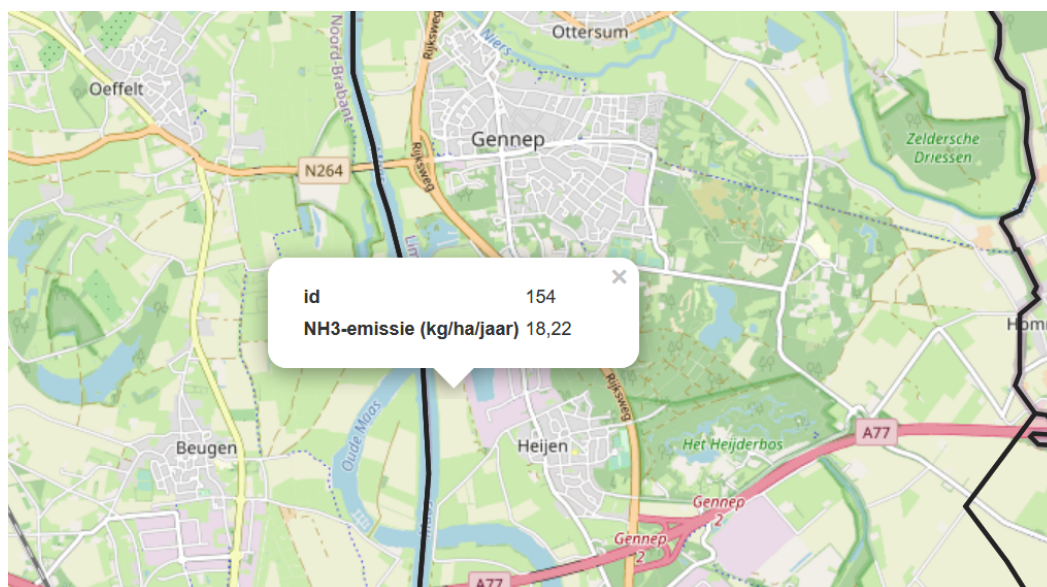 Ottersum
Rijksweg
Niers
Noord-Brabant
Oeffelt
Gennep
Zeldersche
Driessen
N264
Rijksweg
×
id 154
NH3-emissie (kg/ha/jaar) 18,22
Rijksweg
Oude Maas
A77
Beugen
Heijen
Het Heijderbos
Gennep
2
Gennep
2
A77